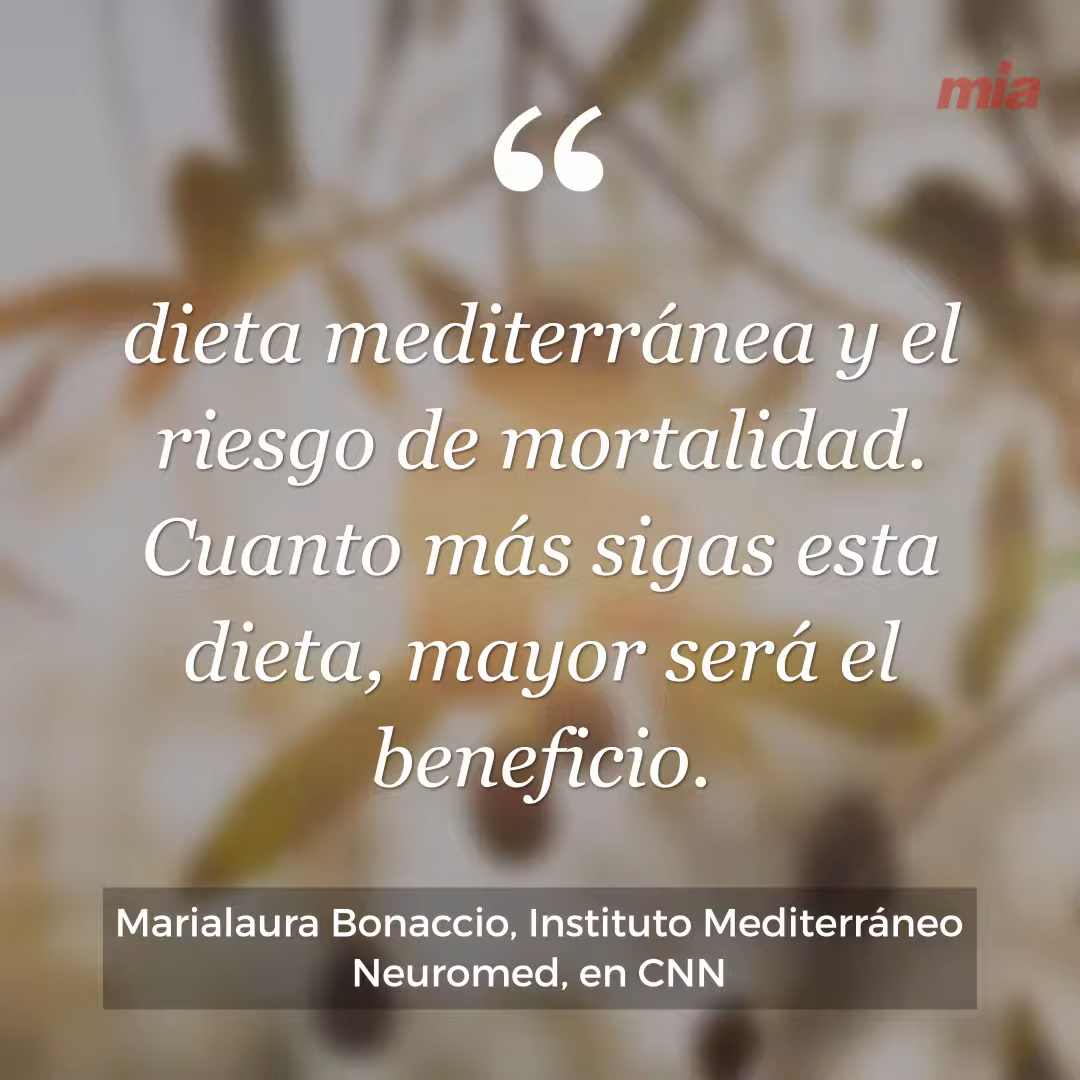 mia
“
dieta mediterránea y el
riesgo de mortalidad.
Cuanto más sigas esta
dieta, mayor será el
beneficio.
Marialaura Bonaccio, Instituto Mediterráneo
Neuromed, en CNN